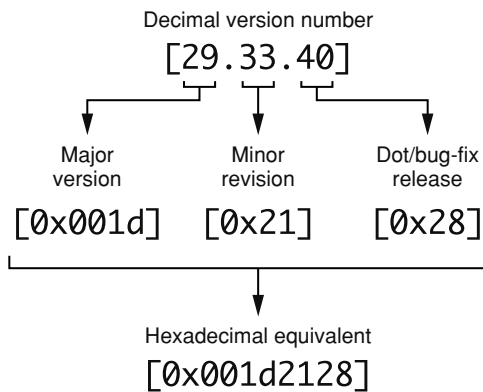 Decimal version number
[29.33.40]
Major
version
Minor
revision
Dot/bug-fix
release
[0x001d] [0x21] [0x28]
Hexadecimal equivalent
[0x001d2128]